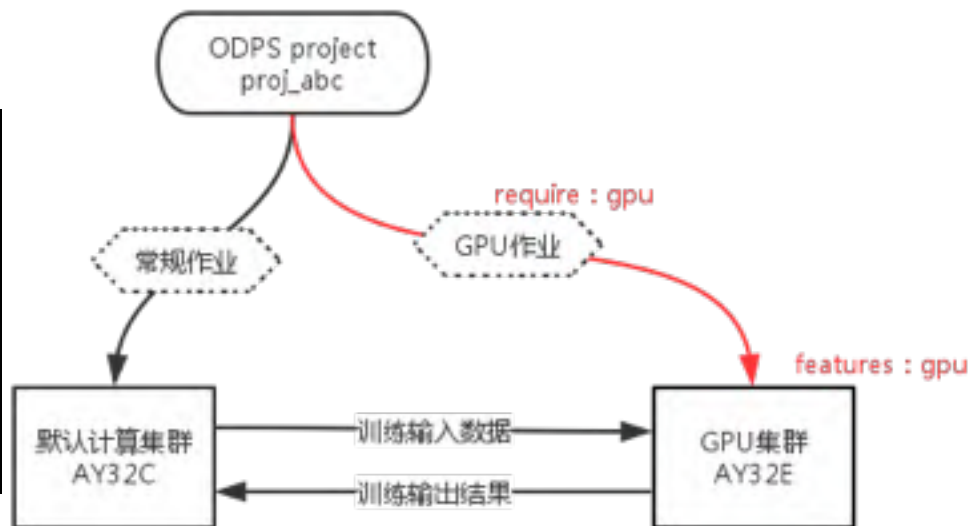 ODPS project
proj_abc
require：gpu
常规作业
GPU作业
features：gpu
默认计算集群
AY32C
训练输入数据
训练输出结果
GPU集群
AY32E